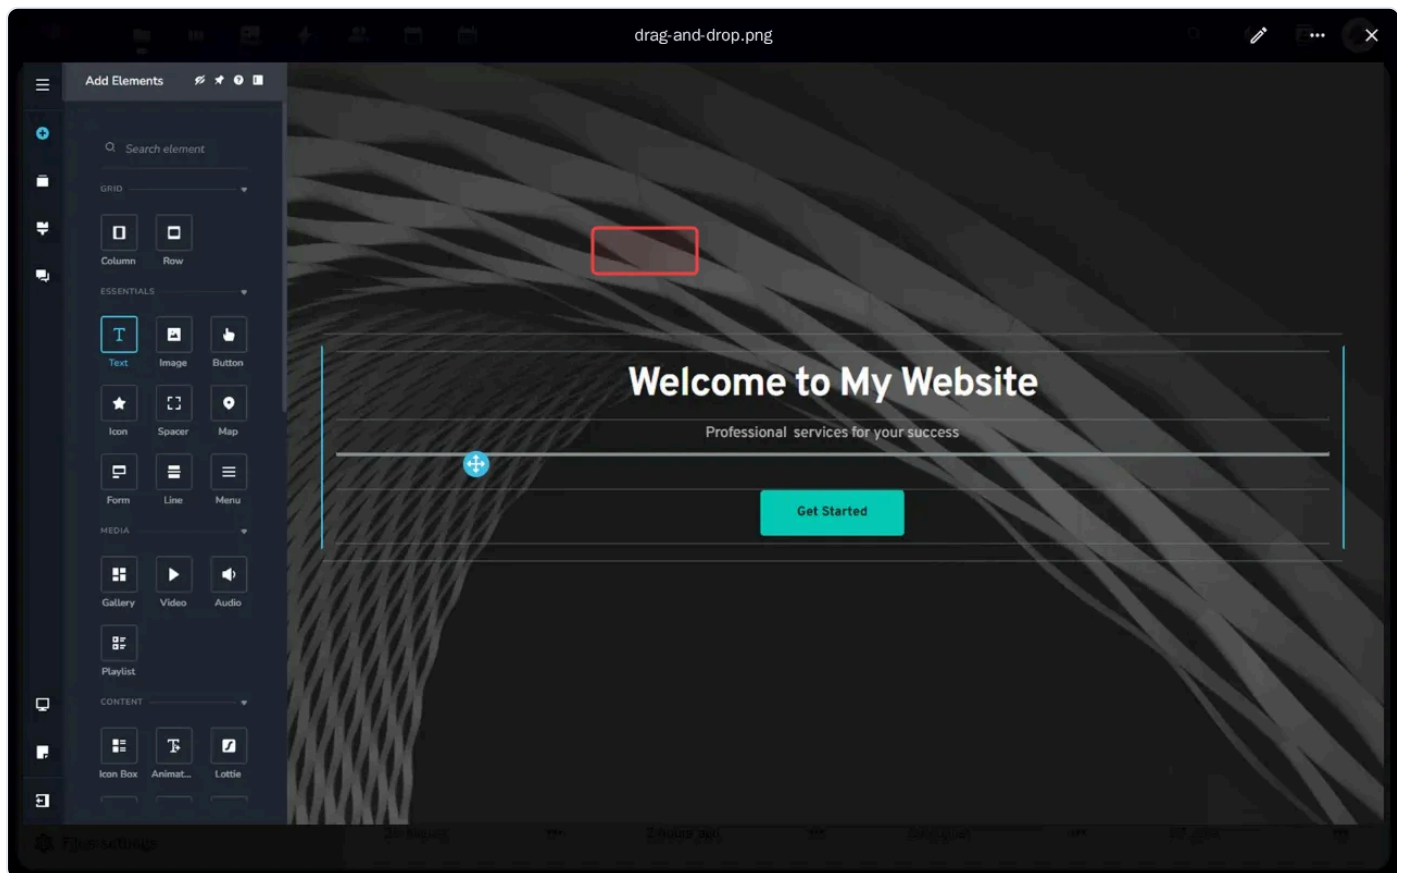 drag-and-drop.png
Add Elements
Search element
GRID
Column Row
ESSENTIALS
Text Image Button
Icon Spacer Map
Form Line Menu
MEDIA
Gallery Video Audio
Playlist
CONTENT
Icon Box Animat... Lottie
Welcome to My Website
Professional services for your success
Get Started